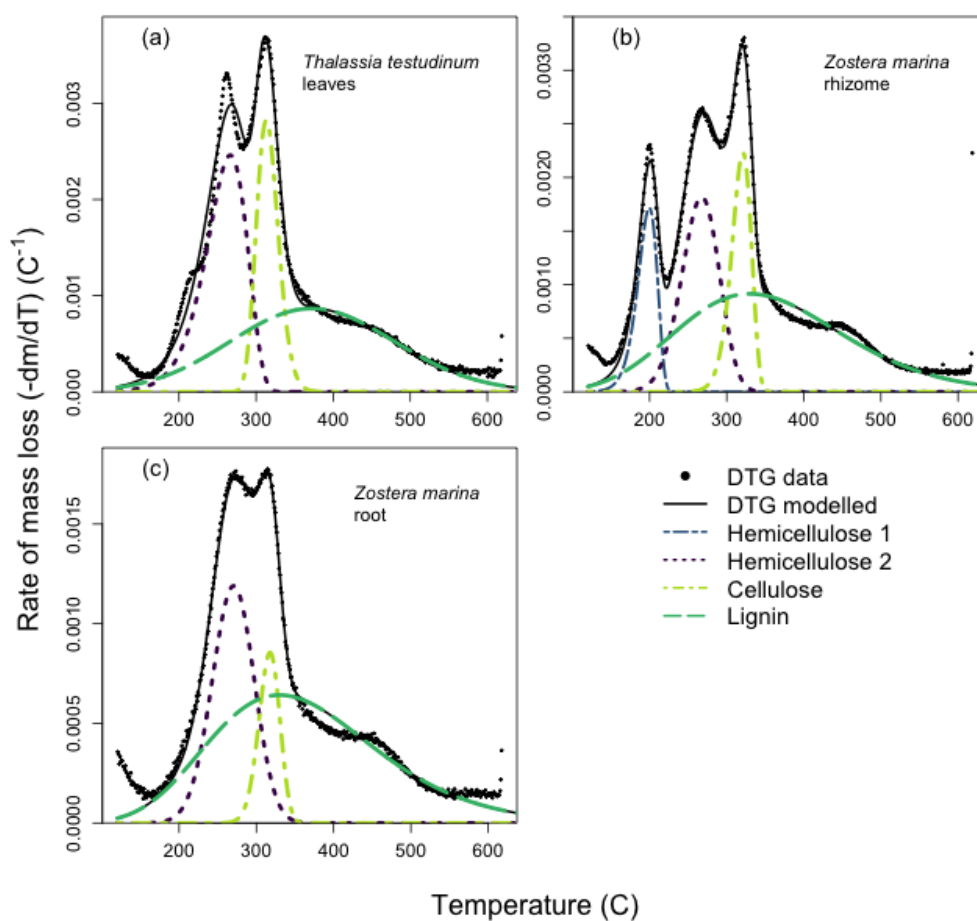 (a)
Thalassia testudinum
leaves
0.000
0.001
0.002
0.003
200 300 400 500 600
(b)
Zostera marina
rhizome
0.0000
0.0010
0.0020
0.0030
200 300 400 500 600
(c)
Zostera marina
root
0.0000
0.0005
0.0010
0.0015
200 300 400 500 600
DTG data
DTG modelled
Hemicellulose 1
Hemicellulose 2
Cellulose
Lignin
Rate of mass loss (-dm/dT) (C⁻¹)
Temperature (C)